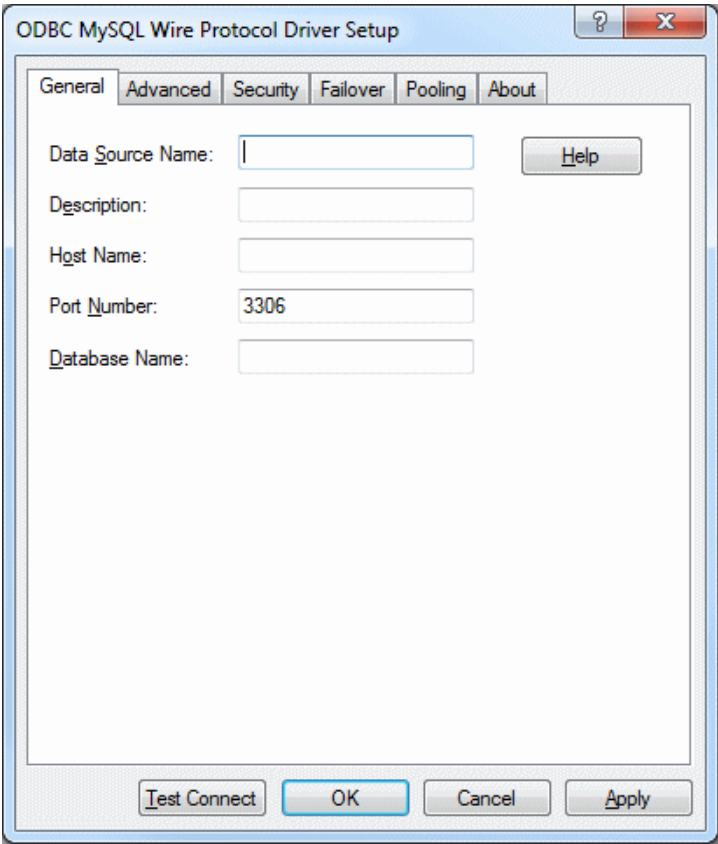 ODBC MySQL Wire Protocol Driver Setup
General Advanced Security Failover Pooling About
Data Source Name: Help
Description:
Host Name:
Port Number: 3306
Database Name:
Test Connect OK Cancel Apply